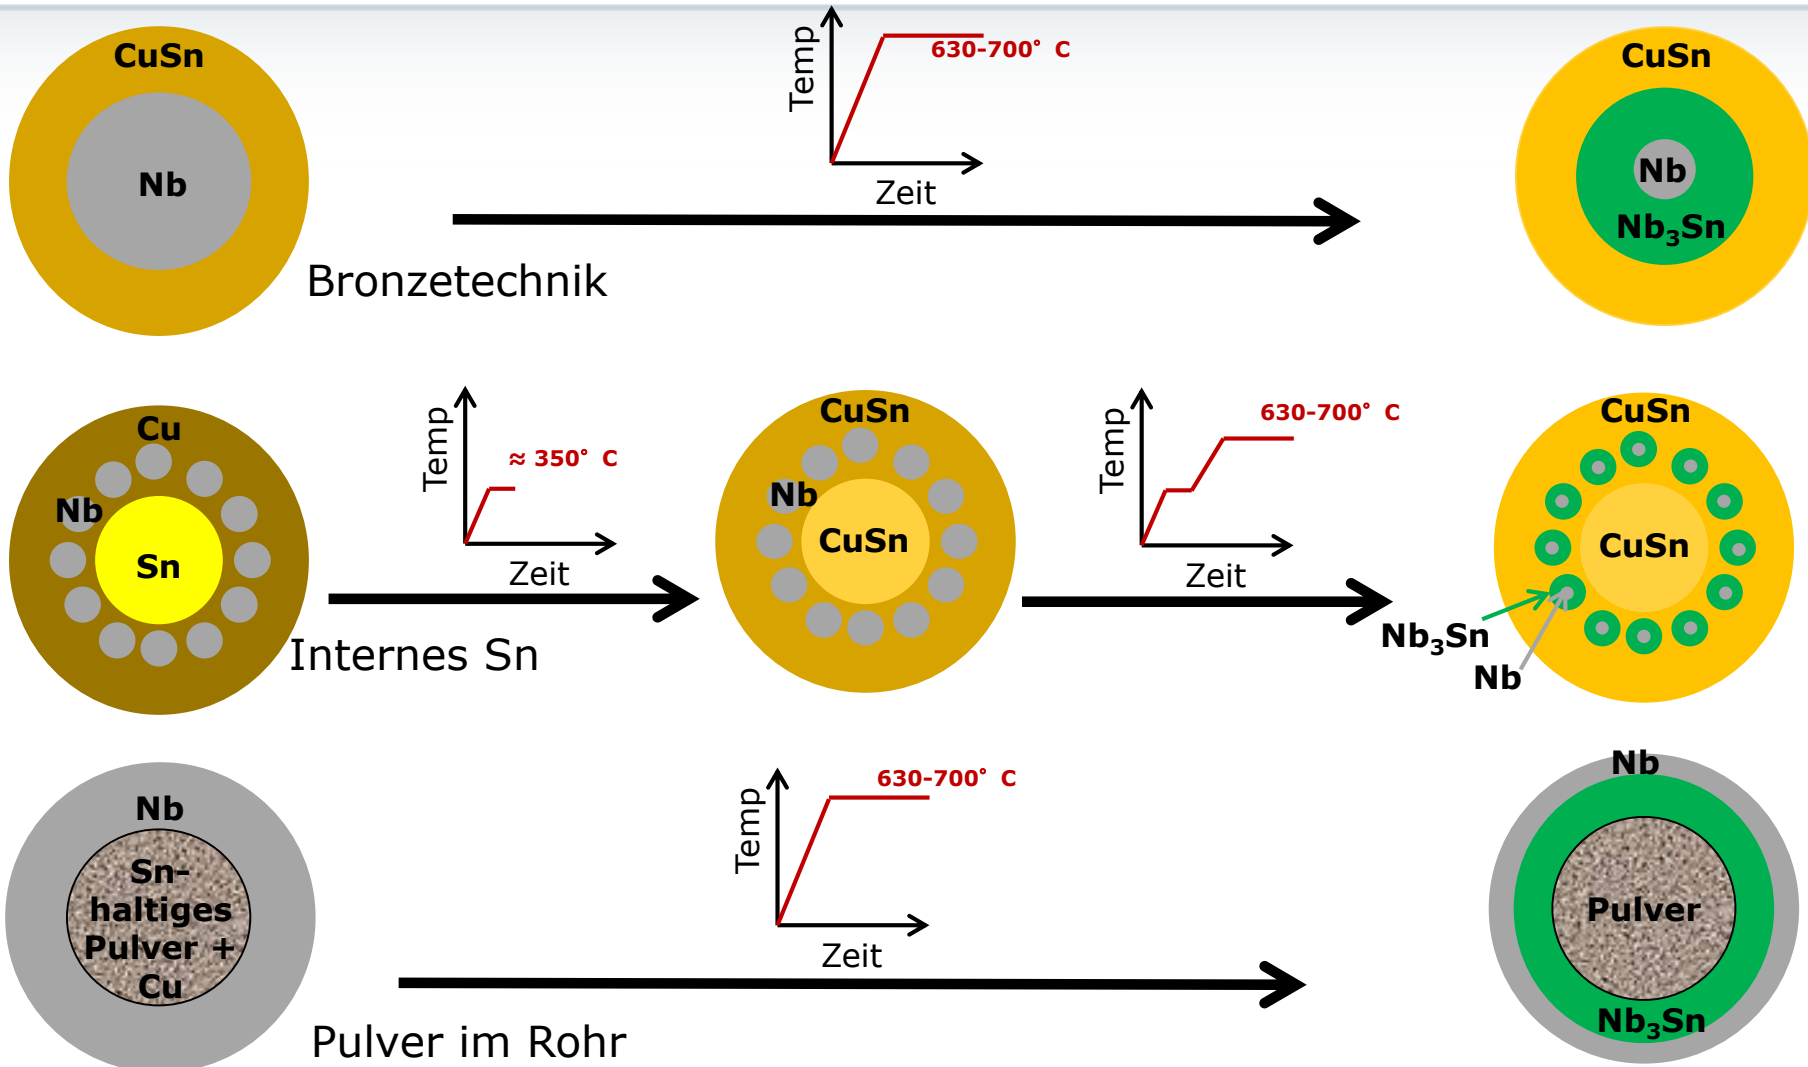 CuSn
Nb
Temp
630-700° C
Zeit
CuSn
Nb
Nb₃Sn
Bronzetechnik
Cu
Nb
Sn
Temp
≈ 350° C
Zeit
CuSn
Nb
CuSn
Temp
630-700° C
Zeit
CuSn
CuSn
Nb₃Sn
Nb
Internes Sn
Nb
Sn-
haltiges
Pulver +
Cu
Temp
630-700° C
Zeit
Nb
Pulver
Nb₃Sn
Pulver im Rohr